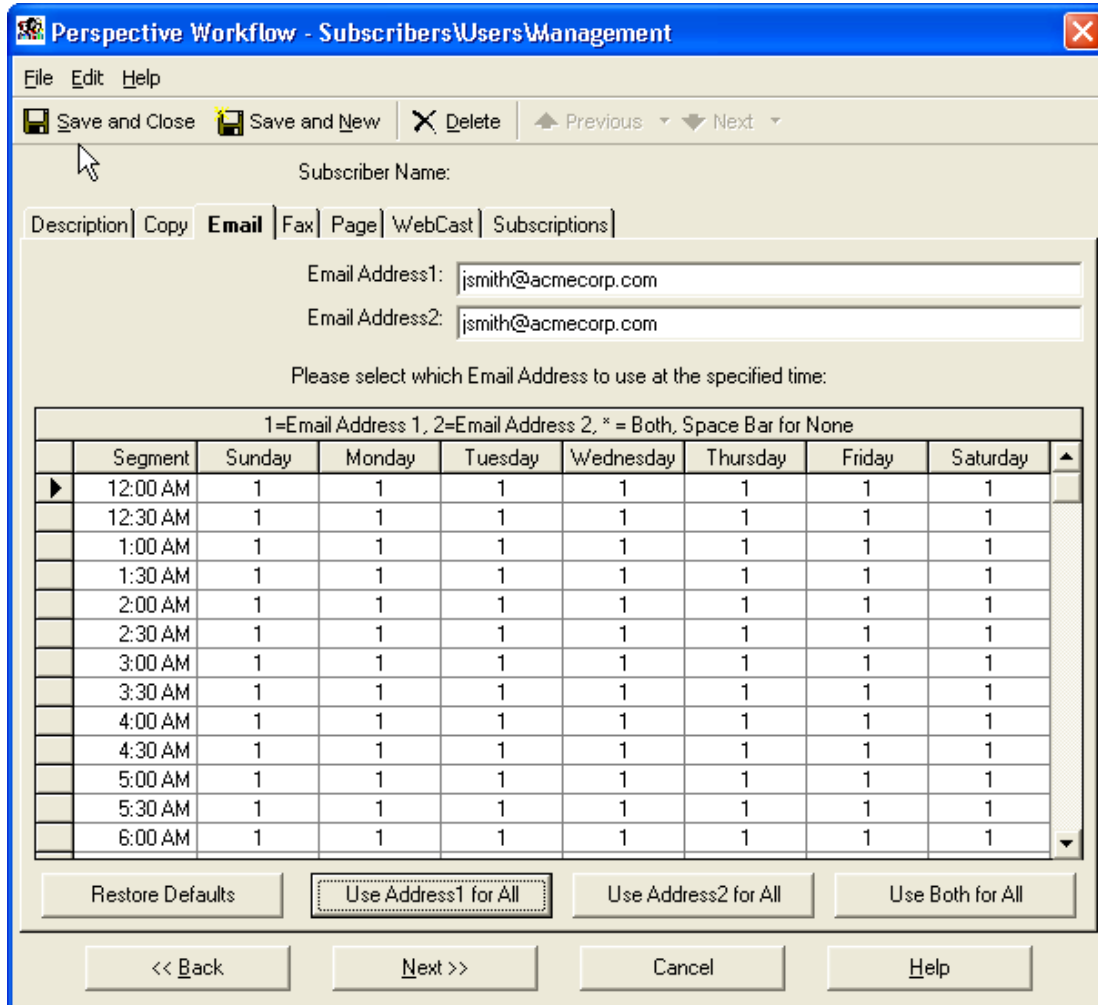 Perspective Workflow - Subscribers\Users\Management
File Edit Help
Save and Close Save and New Delete Previous Next
Subscriber Name:
Description Copy Email Fax Page WebCast Subscriptions
Email Address1: jsmith@acmecorp.com
Email Address2: jsmith@acmecorp.com
Please select which Email Address to use at the specified time:
1=Email Address 1, 2=Email Address 2, * = Both, Space Bar for None
Segment Sunday Monday Tuesday Wednesday Thursday Friday Saturday
12:00 AM 1 1 1 1 1 1 1
12:30 AM 1 1 1 1 1 1 1
1:00 AM 1 1 1 1 1 1 1
1:30 AM 1 1 1 1 1 1 1
2:00 AM 1 1 1 1 1 1 1
2:30 AM 1 1 1 1 1 1 1
3:00 AM 1 1 1 1 1 1 1
3:30 AM 1 1 1 1 1 1 1
4:00 AM 1 1 1 1 1 1 1
4:30 AM 1 1 1 1 1 1 1
5:00 AM 1 1 1 1 1 1 1
5:30 AM 1 1 1 1 1 1 1
6:00 AM 1 1 1 1 1 1 1
Restore Defaults Use Address1 for All Use Address2 for All Use Both for All
<< Back Next >> Cancel Help